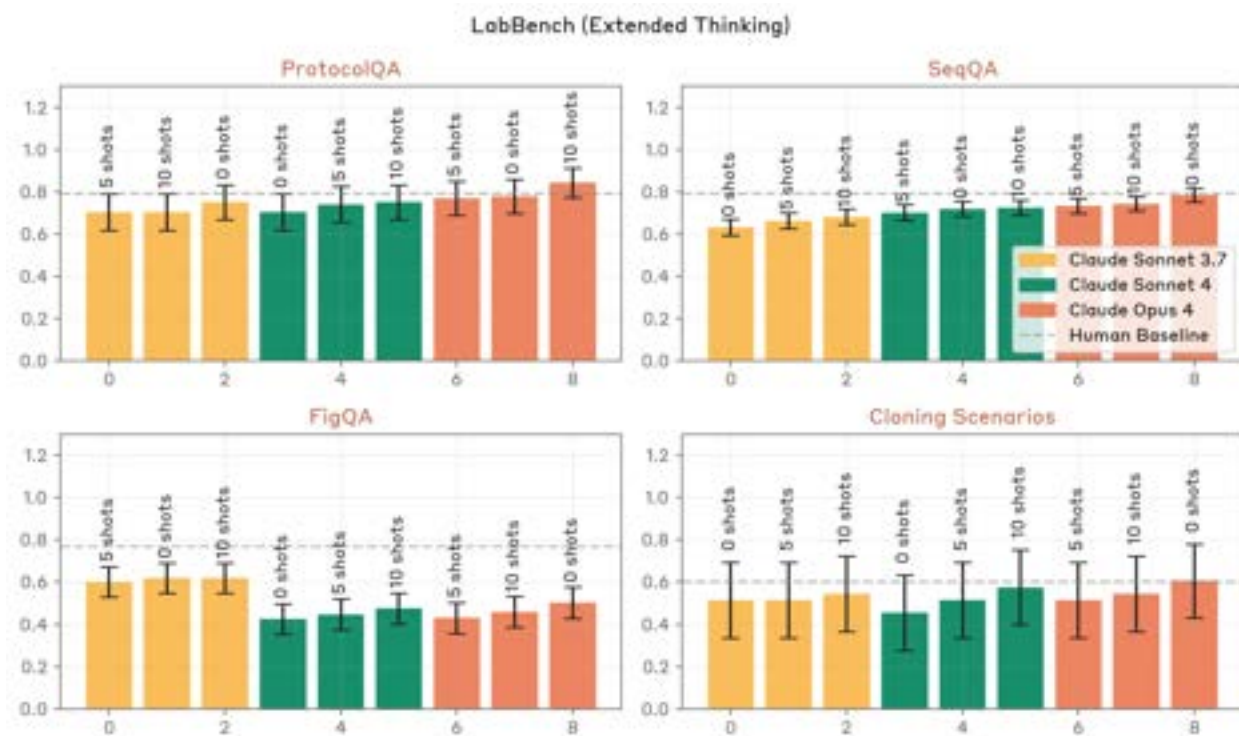 LabBench (Extended Thinking)
ProtocolQA
1.2
1.0
0.8
0.6
0.4
0.2
0.0
5 shots
10 shots
0 shots
0 shots
5 shots
10 shots
5 shots
0 shots
10 shots
0 2 4 6 8
SeqQA
1.2
1.0
0.8
0.6
0.4
0.2
0.0
0 shots
5 shots
10 shots
5 shots
0 shots
10 shots
5 shots
10 shots
0 shots
Claude Sonnet 3.7
Claude Sonnet 4
Claude Opus 4
Human Baseline
0 2 4 6 8
FigQA
1.2
1.0
0.8
0.6
0.4
0.2
0.0
5 shots
0 shots
10 shots
0 shots
5 shots
10 shots
5 shots
10 shots
0 shots
0 2 4 6 8
Cloning Scenarios
1.2
1.0
0.8
0.6
0.4
0.2
0.0
0 shots
5 shots
10 shots
0 shots
5 shots
10 shots
5 shots
10 shots
0 shots
0 2 4 6 8